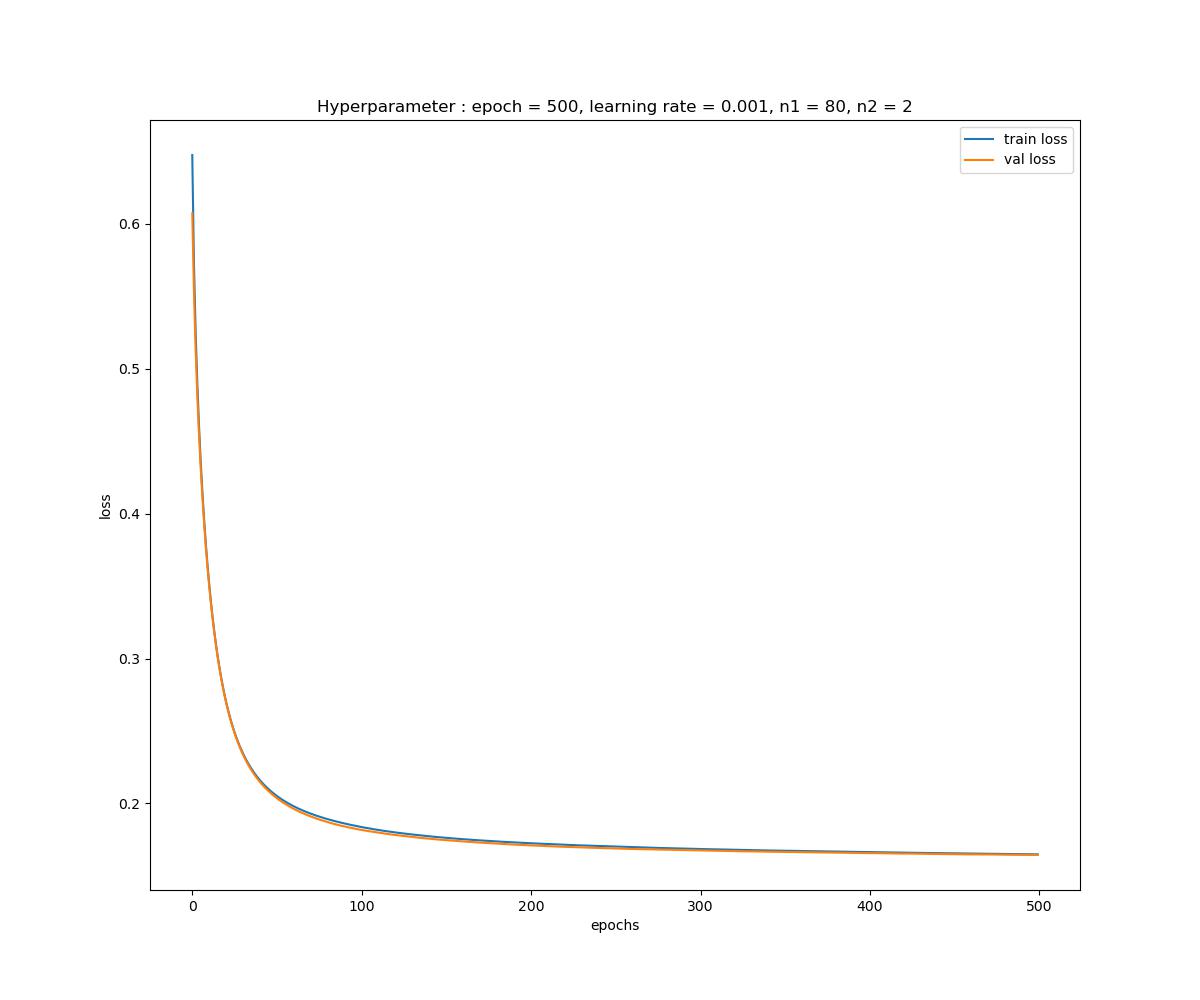 Hyperparameter : epoch = 500, learning rate = 0.001, n1 = 80, n2 = 2
train loss
val loss
0.6
0.5
0.4
0.3
0.2
loss
0 100 200 300 400 500
epochs